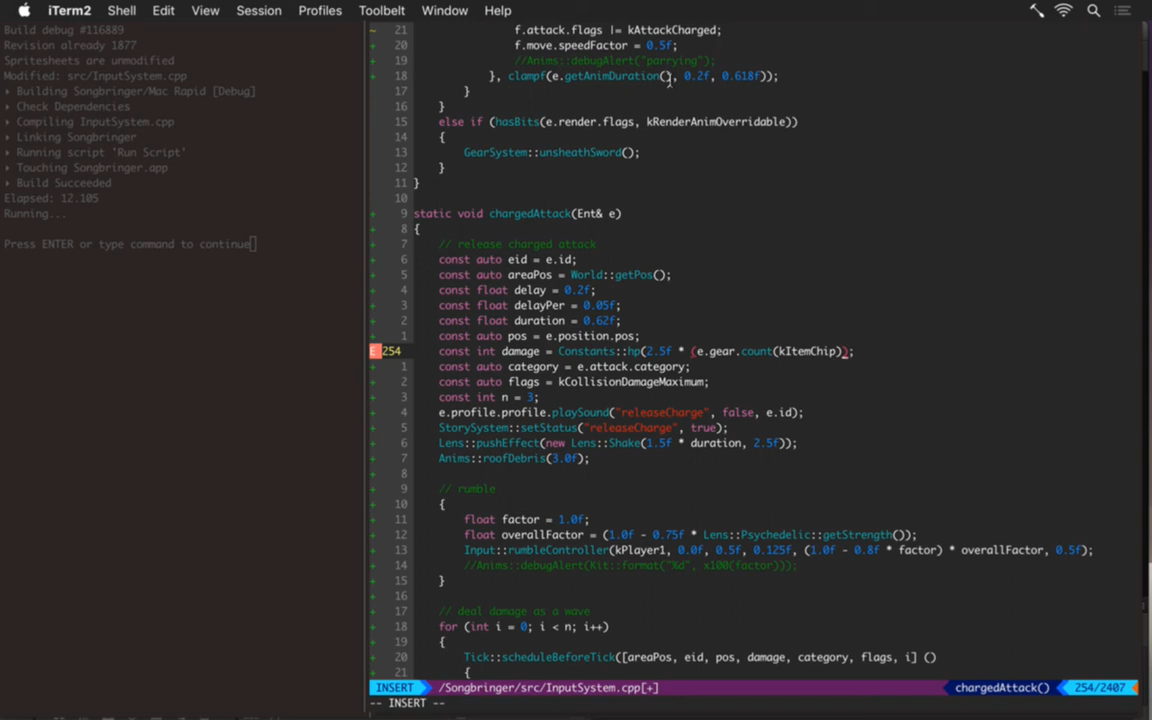 iTerm2 Shell Edit View Session Profiles Toolbelt Window Help
Build debug #116889
Revision already 1877
Spritesheets are unmodified
Modified: src/InputSystem.cpp
Building Songbringer/Mac Rapid [Debug]
Check Dependencies
Compiling InputSystem.cpp
Linking Songbringer
Running script 'Run Script'
Touching Songbringer.app
Build Succeeded
Elapsed: 12.105
Running...
Press ENTER or type command to continue
~ 21 f.attack.flags |= kAttackCharged;
+ 20 f.move.speedFactor = 0.5f;
+ 19 //Anims::debugAlert("parrying");
+ 18 }, clampf(e.getAnimDuration(), 0.2f, 0.618f));
+ 17 }
+ 16 }
+ 15 else if (hasBits(e.render.flags, kRenderAnimOverridable))
+ 14 {
+ 13 GearSystem::unsheathSword();
+ 12 }
+ 11 }
10
+ 9 static void chargedAttack(Ent& e)
+ 8 {
+ 7 // release charged attack
+ 6 const auto eid = e.id;
+ 5 const auto areaPos = World::getPos();
+ 4 const float delay = 0.2f;
+ 3 const float delayPer = 0.05f;
+ 2 const float duration = 0.62f;
+ 1 const auto pos = e.position.pos;
E 254 const int damage = Constants::hp(2.5f * (e.gear.count(kItemChip));
+ 1 const auto category = e.attack.category;
+ 2 const auto flags = kCollisionDamageMaximum;
+ 3 const int n = 3;
+ 4 e.profile.profile.playSound("releaseCharge", false, e.id);
+ 5 StorySystem::setStatus("releaseCharge", true);
+ 6 Lens::pushEffect(new Lens::Shake(1.5f * duration, 2.5f));
+ 7 Anims::roofDebris(3.0f);
+ 8
+ 9 // rumble
+ 10 {
+ 11 float factor = 1.0f;
+ 12 float overallFactor = (1.0f - 0.75f * Lens::Psychedelic::getStrength());
+ 13 Input::rumbleController(kPlayer1, 0.0f, 0.5f, 0.125f, (1.0f - 0.8f * factor) * overallFactor, 0.5f);
+ 14 //Anims::debugAlert(Kit::format("%d", x100(factor)));
+ 15 }
+ 16
+ 17 // deal damage as a wave
+ 18 for (int i = 0; i < n; i++)
+ 19 {
+ 20 Tick::scheduleBeforeTick([areaPos, eid, pos, damage, category, flags, i] ()
+ 21 {
INSERT /Songbringer/src/InputSystem.cpp[+] chargedAttack() 254/2407
-- INSERT --